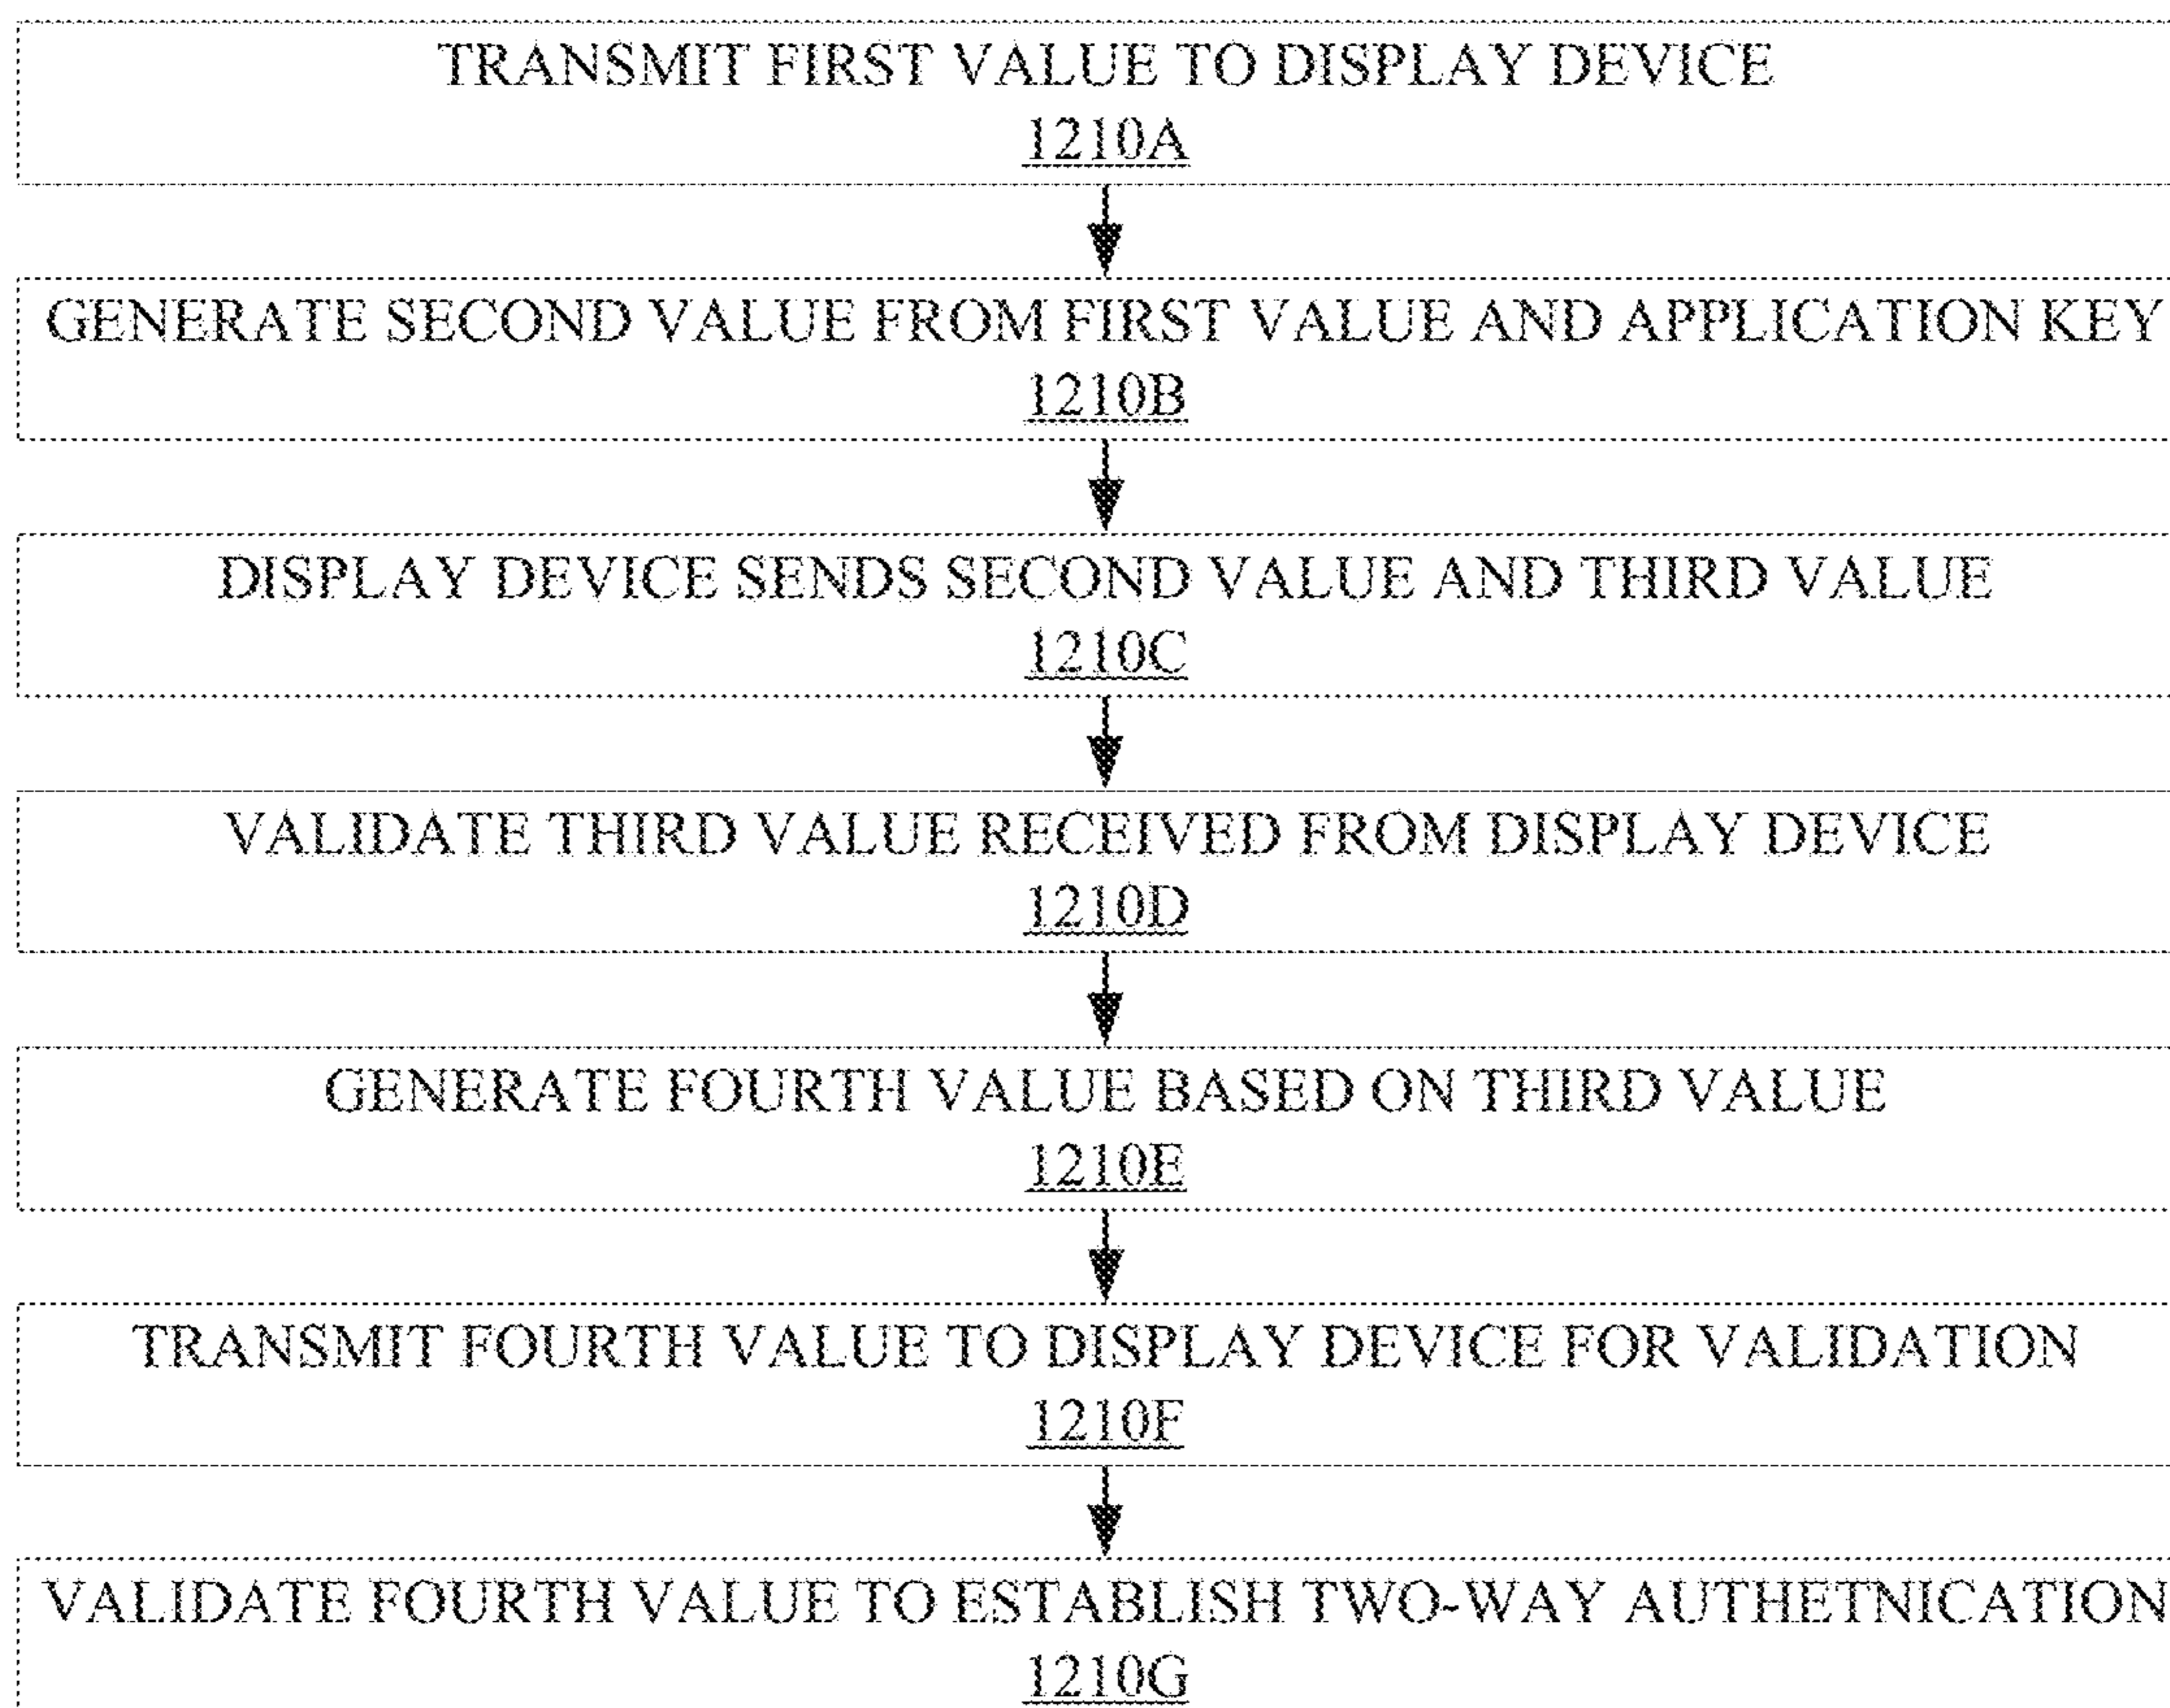 TRANSMIT FIRST VALUE TO DISPLAY DEVICE
1210A
GENERATE SECOND VALUE FROM FIRST VALUE AND APPLICATION KEY
1210B
DISPLAY DEVICE SENDS SECOND VALUE AND THIRD VALUE
1210C
VALIDATE THIRD VALUE RECEIVED FROM DISPLAY DEVICE
1210D
GENERATE FOURTH VALUE BASED ON THIRD VALUE
1210E
TRANSMIT FOURTH VALUE TO DISPLAY DEVICE FOR VALIDATION
1210F
VALIDATE FOURTH VALUE TO ESTABLISH TWO-WAY AUTHETNICATION
1210G